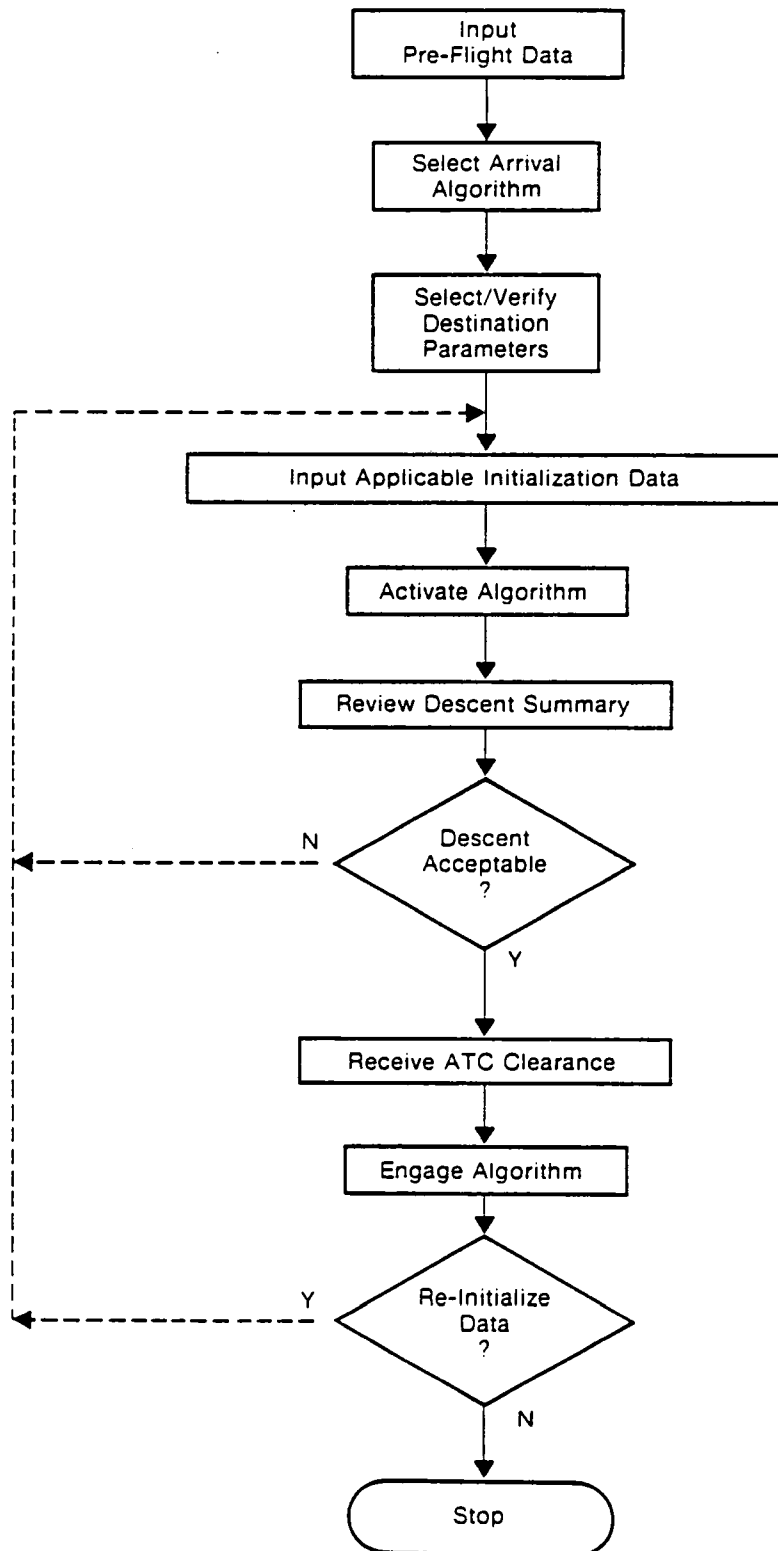 Input
Pre-Flight Data
Select Arrival
Algorithm
Select/Verify
Destination
Parameters
Input Applicable Initialization Data
Activate Algorithm
Review Descent Summary
N
Descent
Acceptable
?
Y
Receive ATC Clearance
Engage Algorithm
Y
Re-Initialize
Data
?
N
Stop